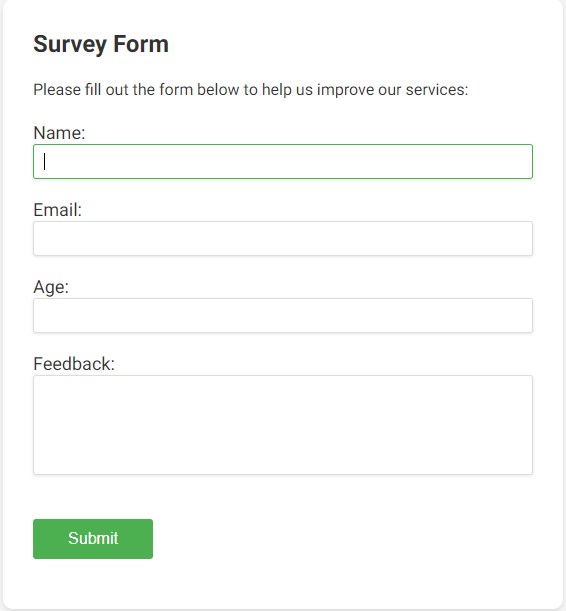 Survey Form
Please fill out the form below to help us improve our services:
Name:
Email:
Age:
Feedback:
Submit